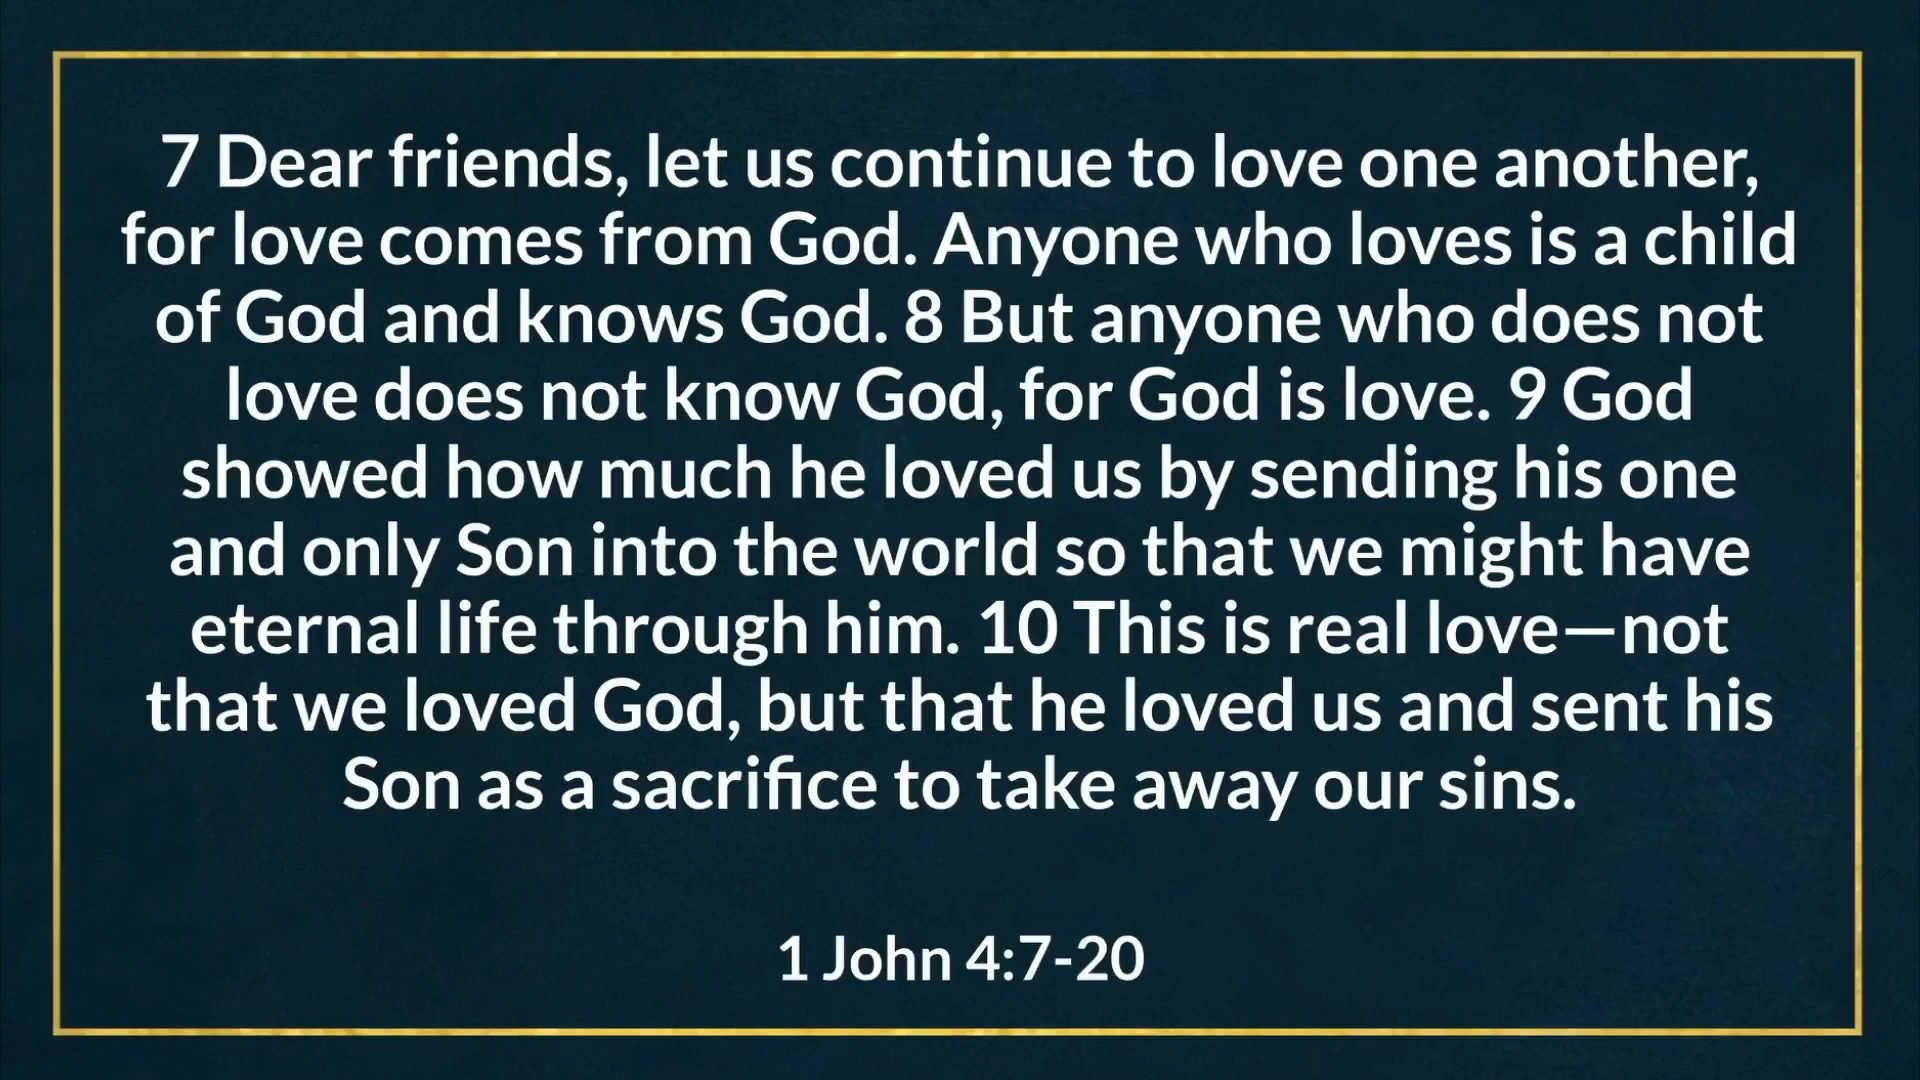 7 Dear friends, let us continue to love one another,
for love comes from God. Anyone who loves is a child
of God and knows God. 8 But anyone who does not
love does not know God, for God is love. 9 God
showed how much he loved us by sending his one
and only Son into the world so that we might have
eternal life through him. 10 This is real love—not
that we loved God, but that he loved us and sent his
Son as a sacrifice to take away our sins.
1 John 4:7-20